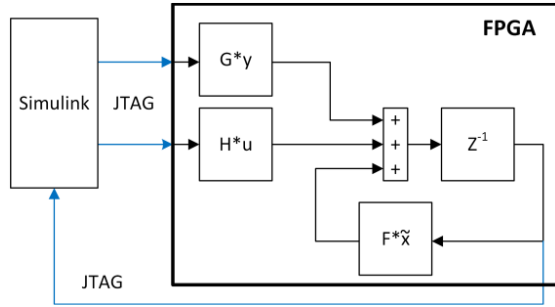 FPGA
G*y
Simulink
JTAG
H*u
+
+
+
Z⁻¹
F*x̃
JTAG